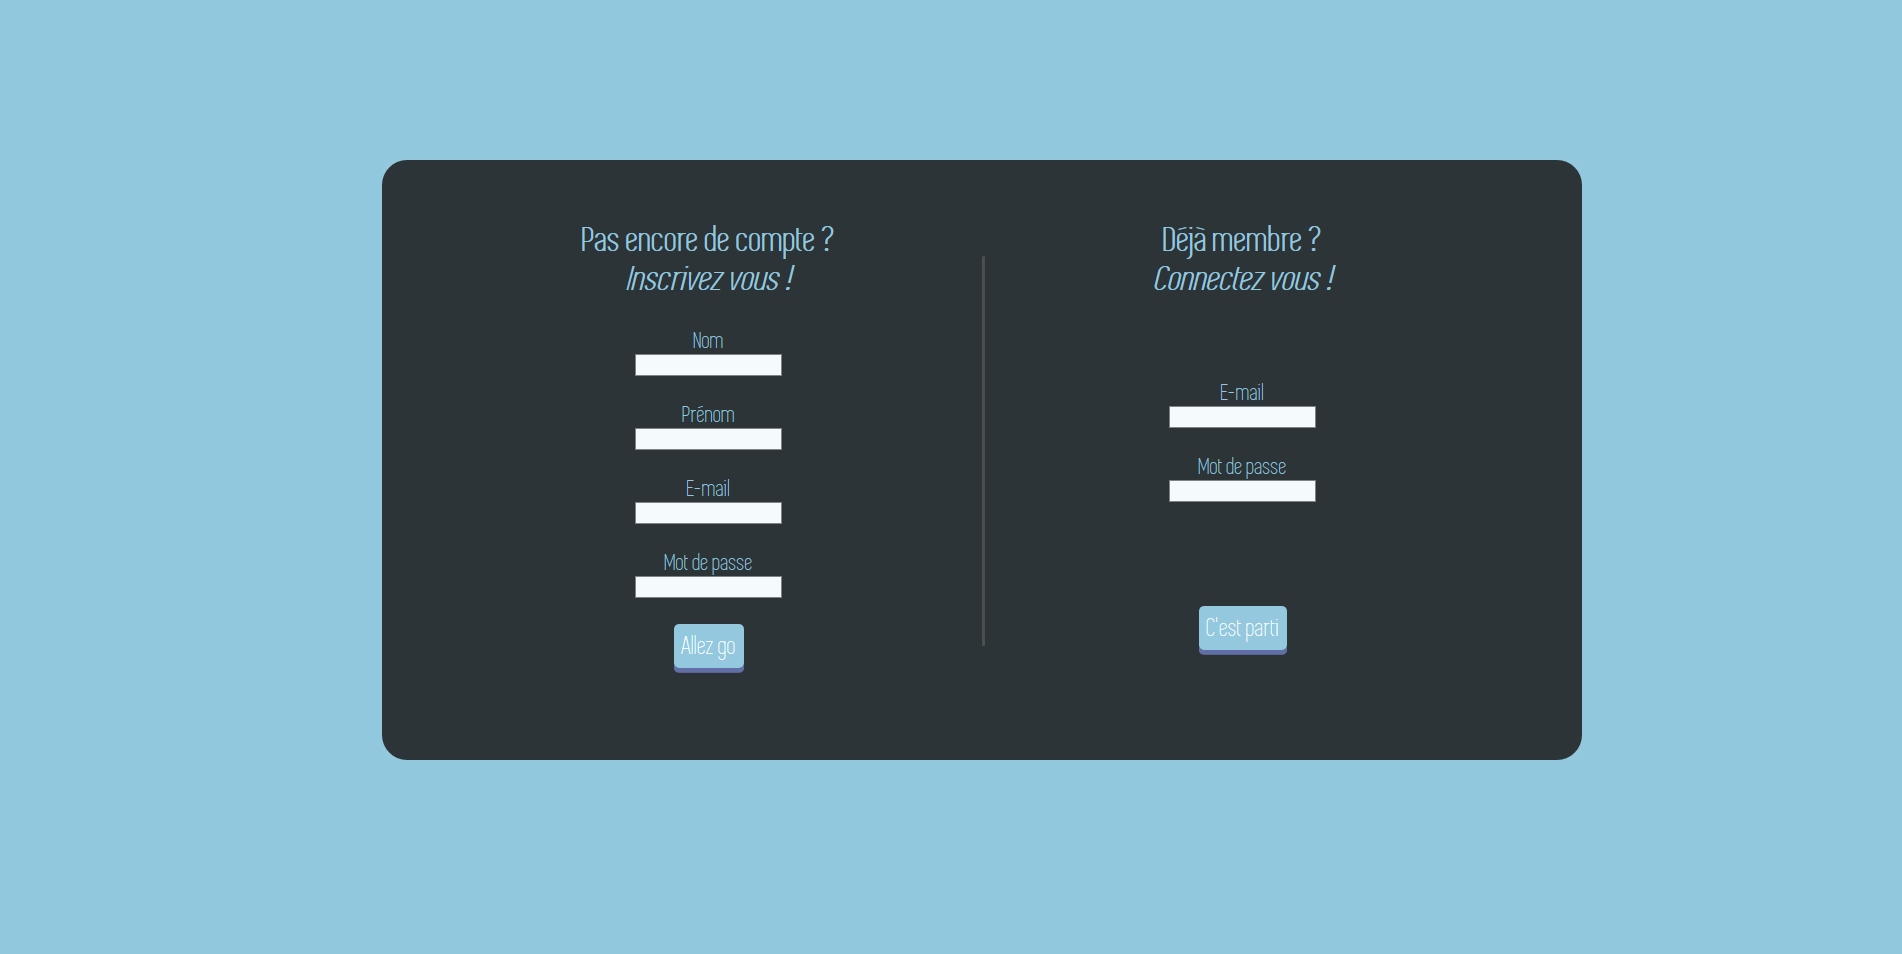 Pas encore de compte ?
Inscrivez vous !
Nom
Prénom
E-mail
Mot de passe
Allez go
Déjà membre ?
Connectez vous !
E-mail
Mot de passe
C'est parti